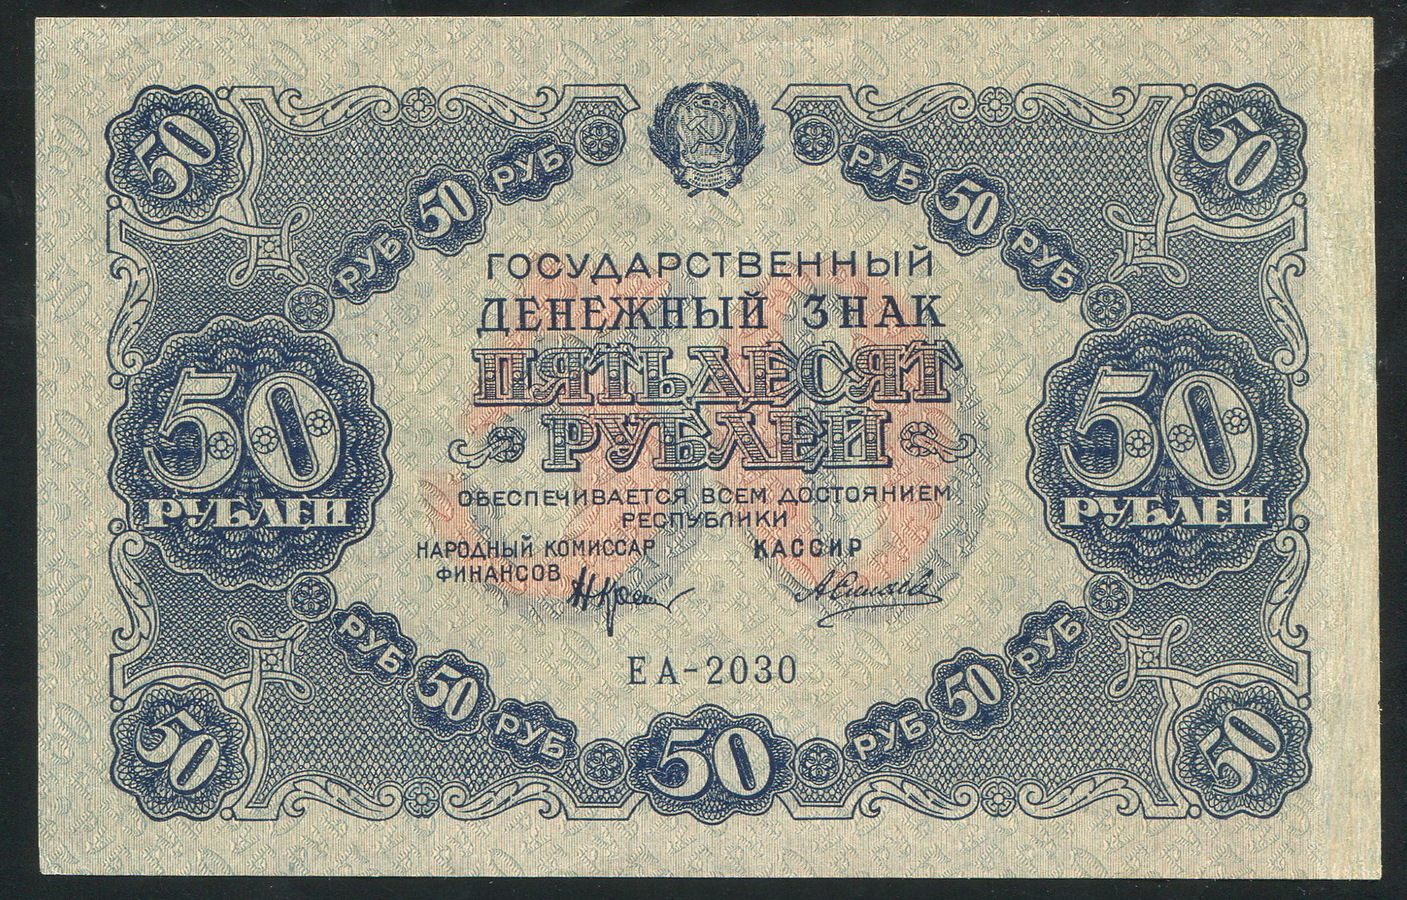 50 50
РУБ 50 РУБ РУБ 50 РУБ
ГОСУДАРСТВЕННЫЙ
ДЕНЕЖНЫЙ ЗНАК
ПЯТЬДЕСЯТ
РУБЛЕЙ
50 50
РУБЛЕЙ РУБЛЕЙ
ОБЕСПЕЧИВАЕТСЯ ВСЕМ ДОСТОЯНИЕМ
РЕСПУБЛИКИ
НАРОДНЫЙ КОМИССАР КАССИР
ФИНАНСОВ
ЕА-2030
РУБ 50 РУБ РУБ 50 РУБ
50 50 50